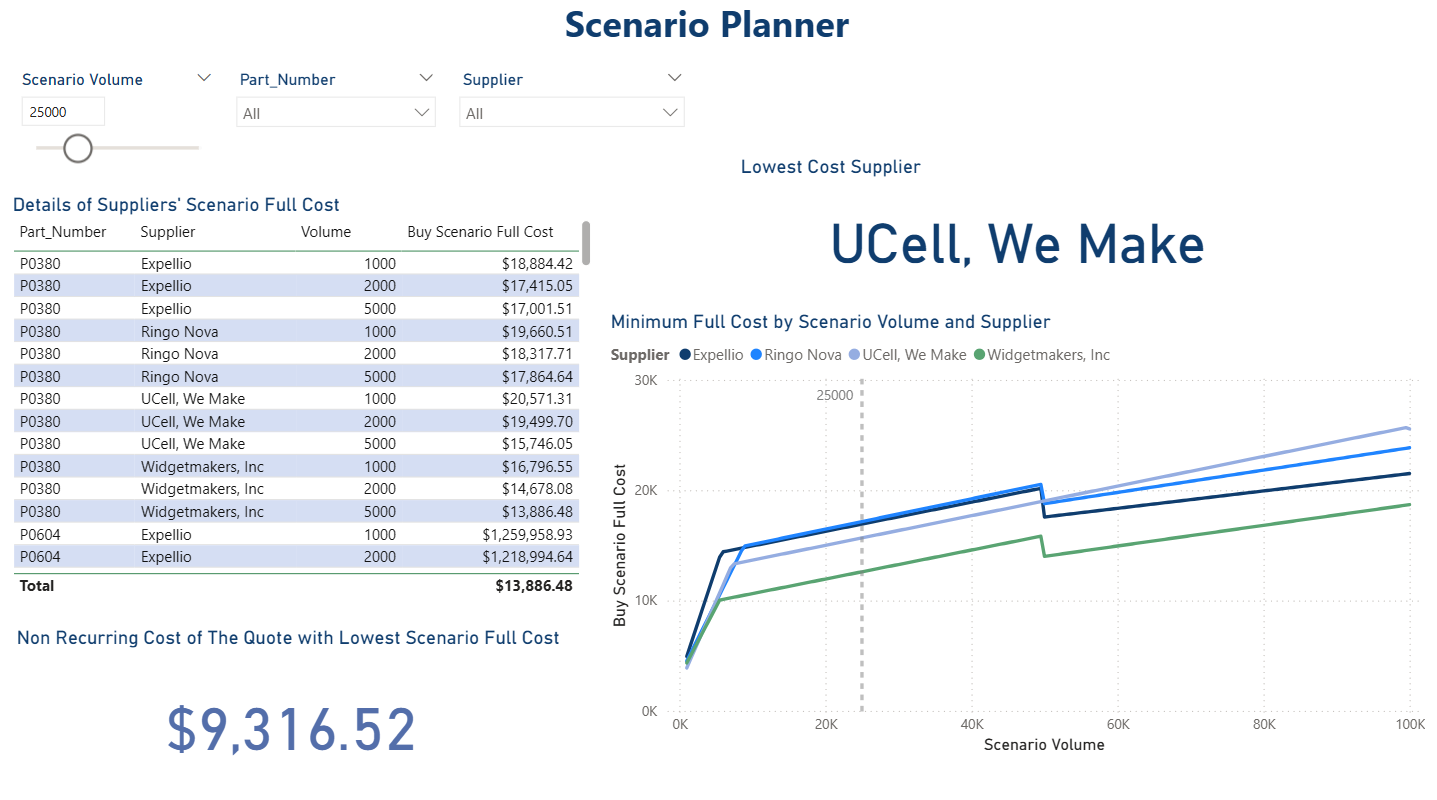 Scenario Planner
Scenario Volume
25000
Part_Number
All
Supplier
All
Details of Suppliers' Scenario Full Cost
Part_Number Supplier Volume Buy Scenario Full Cost
P0380 Expellio 1000 $18,884.42
P0380 Expellio 2000 $17,415.05
P0380 Expellio 5000 $17,001.51
P0380 Ringo Nova 1000 $19,660.51
P0380 Ringo Nova 2000 $18,317.71
P0380 Ringo Nova 5000 $17,864.64
P0380 UCell, We Make 1000 $20,571.31
P0380 UCell, We Make 2000 $19,499.70
P0380 UCell, We Make 5000 $15,746.05
P0380 Widgetmakers, Inc 1000 $16,796.55
P0380 Widgetmakers, Inc 2000 $14,678.08
P0380 Widgetmakers, Inc 5000 $13,886.48
P0604 Expellio 1000 $1,259,958.93
P0604 Expellio 2000 $1,218,994.64
Total $13,886.48
Non Recurring Cost of The Quote with Lowest Scenario Full Cost
$9,316.52
Lowest Cost Supplier
UCell, We Make
Minimum Full Cost by Scenario Volume and Supplier
Supplier Expellio Ringo Nova UCell, We Make Widgetmakers, Inc
Buy Scenario Full Cost
30K
20K
10K
0K
25000
0K 20K 40K 60K 80K 100K
Scenario Volume